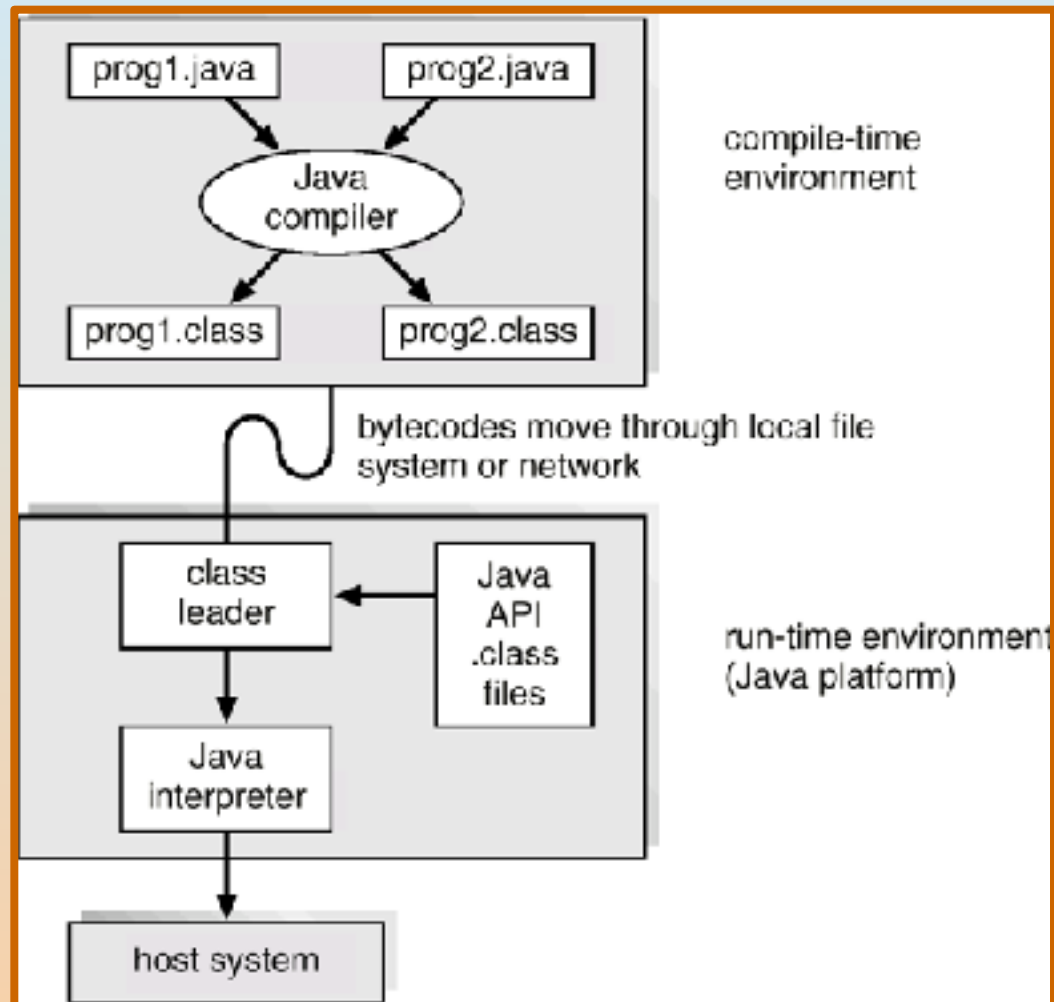 prog1.java
prog2.java
Java
compiler
compile-time
environment
prog1.class
prog2.class
bytecodes move through local file
system or network
class
leader
Java
API
.class
files
run-time environment
(Java platform)
Java
interpreter
host system